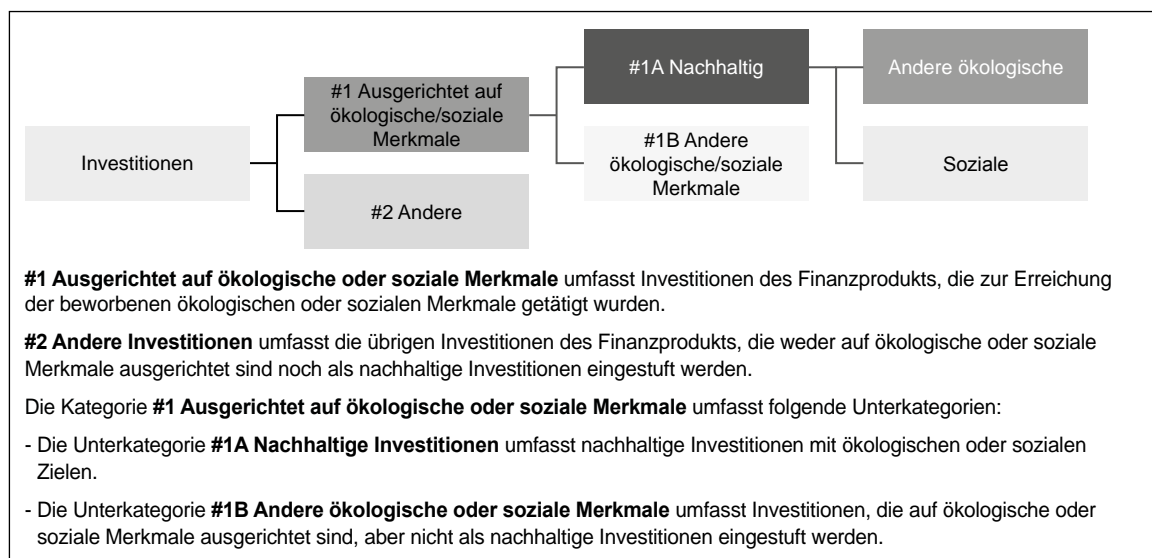 #1A Nachhaltig
Andere ökologische
#1 Ausgerichtet auf
ökologische/soziale
Merkmale
Investitionen
#1B Andere
ökologische/soziale
Merkmale
Soziale
#2 Andere
#1 Ausgerichtet auf ökologische oder soziale Merkmale umfasst Investitionen des Finanzprodukts, die zur Erreichung
der beworbenen ökologischen oder sozialen Merkmale getätigt wurden.
#2 Andere Investitionen umfasst die übrigen Investitionen des Finanzprodukts, die weder auf ökologische oder soziale
Merkmale ausgerichtet sind noch als nachhaltige Investitionen eingestuft werden.
Die Kategorie #1 Ausgerichtet auf ökologische oder soziale Merkmale umfasst folgende Unterkategorien:
- Die Unterkategorie #1A Nachhaltige Investitionen umfasst nachhaltige Investitionen mit ökologischen oder sozialen
Zielen.
- Die Unterkategorie #1B Andere ökologische oder soziale Merkmale umfasst Investitionen, die auf ökologische oder
soziale Merkmale ausgerichtet sind, aber nicht als nachhaltige Investitionen eingestuft werden.